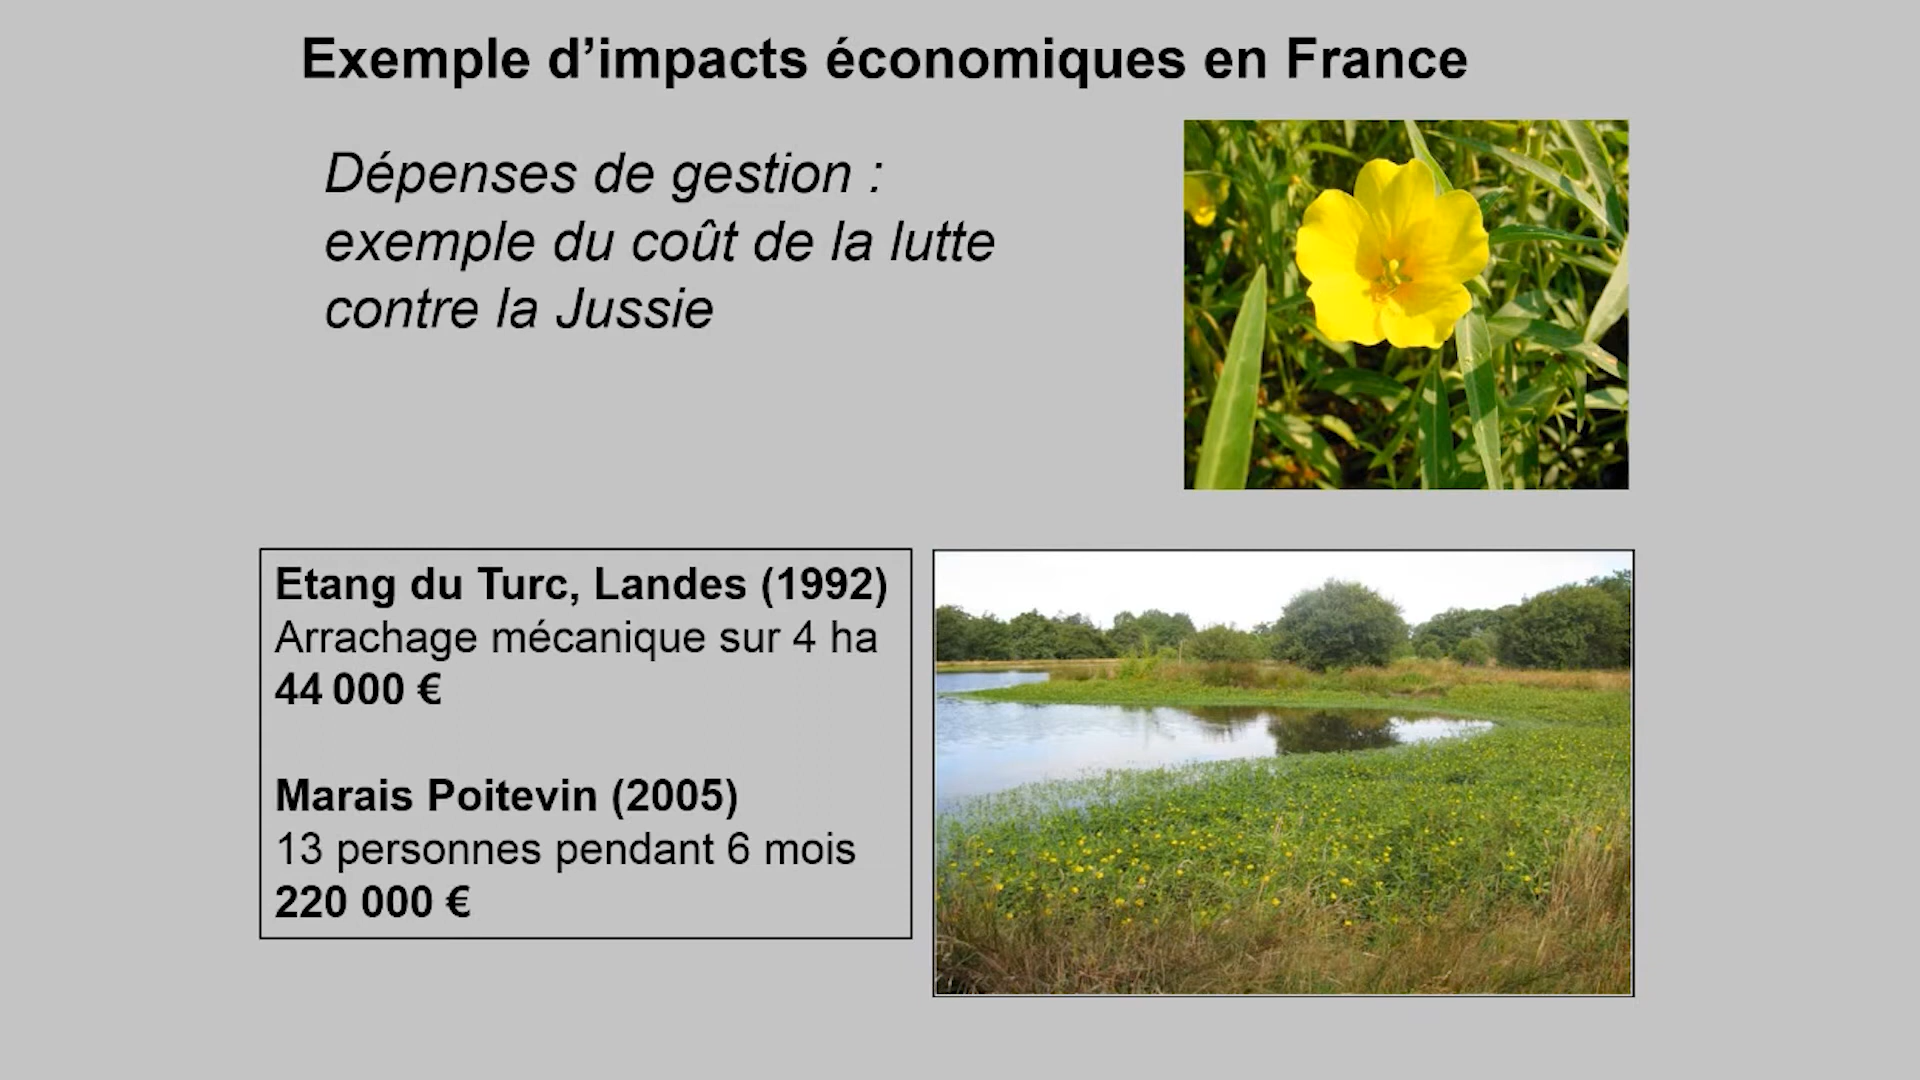 Exemple d’impacts économiques en France
Dépenses de gestion :
exemple du coût de la lutte
contre la Jussie
Etang du Turc, Landes (1992)
Arrachage mécanique sur 4 ha
44 000 €
Marais Poitevin (2005)
13 personnes pendant 6 mois
220 000 €